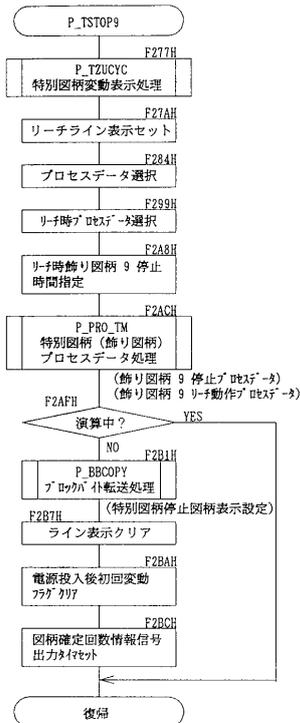 P_TSTOP9
F277H
P_TZUCYC
特別図柄変動表示処理
F27AH
リーチライン表示セット
F284H
プロセスデータ選択
F299H
ﾘｰﾁ時ﾌﾟﾛｾｽﾃﾞｰﾀ選択
F2A8H
ﾘｰﾁ時飾り図柄 9 停止
時間指定
F2ACH
P_PRO_TM
特別図柄 (飾り図柄)
プロセスデータ処理
(飾り図柄 9 停止ﾌﾟﾛｾｽﾃﾞｰﾀ)
(飾り図柄 9 ﾘｰﾁ動作ﾌﾟﾛｾｽﾃﾞｰﾀ)
F2AFH
演算中?
YES
NO
F2B1H
P_BBCOPY
ﾌﾞﾛｯｸﾊﾞｲﾄ転送処理
(特別図柄停止図柄表示設定)
F2B7H
ライン表示クリア
F2BAH
電源投入後初回変動
ﾌﾗｸﾞｸﾘｱ
F2BCH
図柄確定回数情報信号
出力ﾀｲﾏｾｯﾄ
復帰